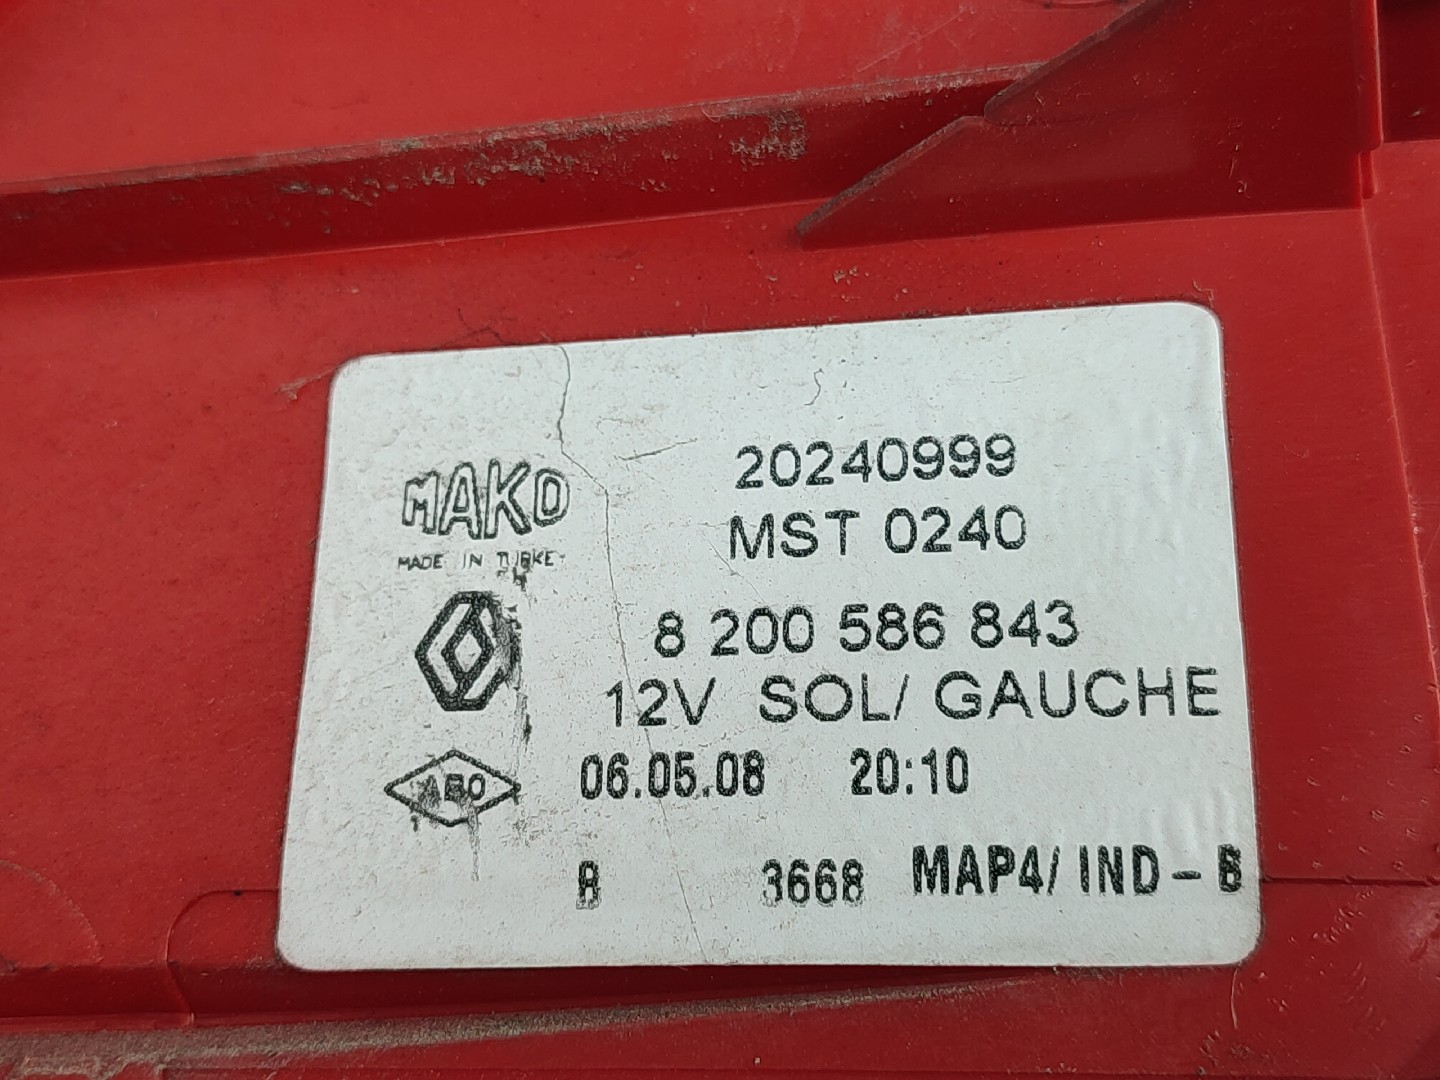 MAKO
MADE IN TURKEY
20240999
MST 0240
8 200 586 843
12V SOL/ GAUCHE
06.05.08 20:10
3668 MAP4/ IND-B